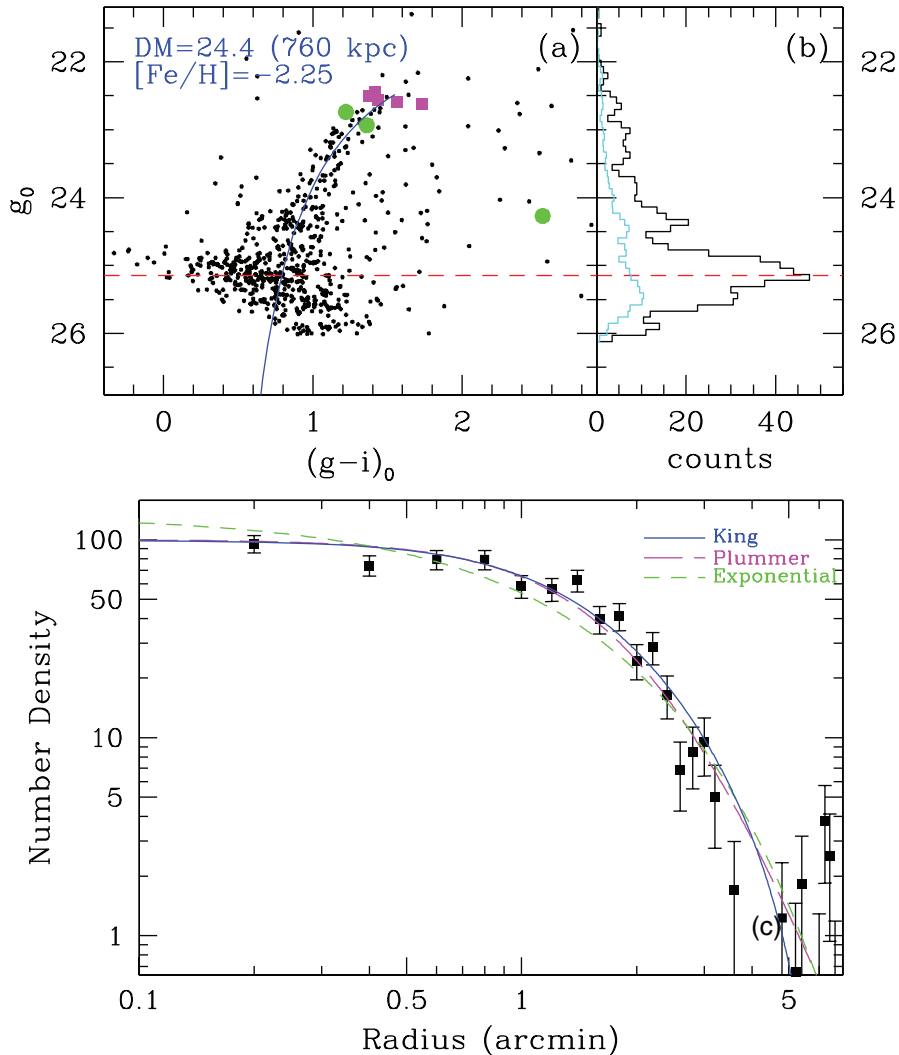 DM=24.4 (760 kpc)
[Fe/H]=−2.25
(a)
(b)
22
24
26
g₀
0
1
2
(g−i)₀
22
24
26
0
20
40
counts
King
Plummer
Exponential
(c)
100
50
10
5
1
Number Density
0.1
0.5
1
5
Radius (arcmin)